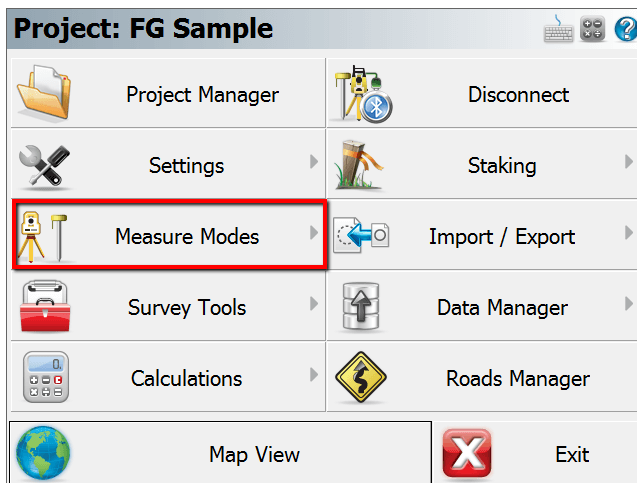 Project: FG Sample
Project Manager
Disconnect
Settings
Staking
Measure Modes
Import / Export
Survey Tools
Data Manager
Calculations
Roads Manager
Map View
Exit